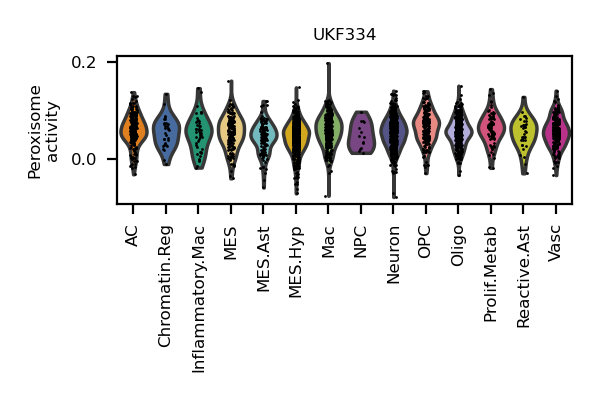 UKF334
Peroxisome
activity
0.2
0.0
AC
Chromatin.Reg
Inflammatory.Mac
MES
MES.Ast
MES.Hyp
Mac
NPC
Neuron
OPC
Oligo
Prolif.Metab
Reactive.Ast
Vasc